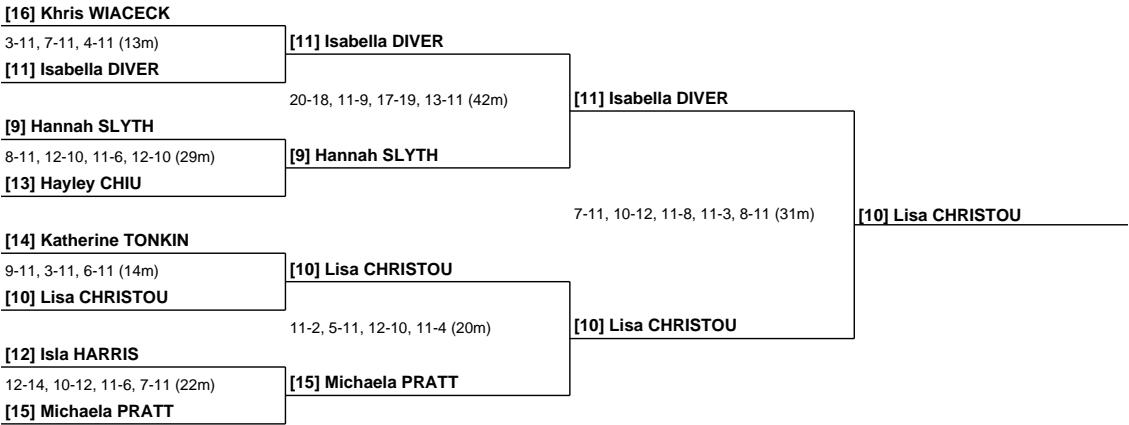 [16] Khris WIACECK
3-11, 7-11, 4-11 (13m)
[11] Isabella DIVER
[11] Isabella DIVER
20-18, 11-9, 17-19, 13-11 (42m)
[11] Isabella DIVER
[9] Hannah SLYTH
8-11, 12-10, 11-6, 12-10 (29m)
[9] Hannah SLYTH
[13] Hayley CHIU
7-11, 10-12, 11-8, 11-3, 8-11 (31m)
[10] Lisa CHRISTOU
[14] Katherine TONKIN
9-11, 3-11, 6-11 (14m)
[10] Lisa CHRISTOU
[10] Lisa CHRISTOU
11-2, 5-11, 12-10, 11-4 (20m)
[10] Lisa CHRISTOU
[12] Isla HARRIS
12-14, 10-12, 11-6, 7-11 (22m)
[15] Michaela PRATT
[15] Michaela PRATT